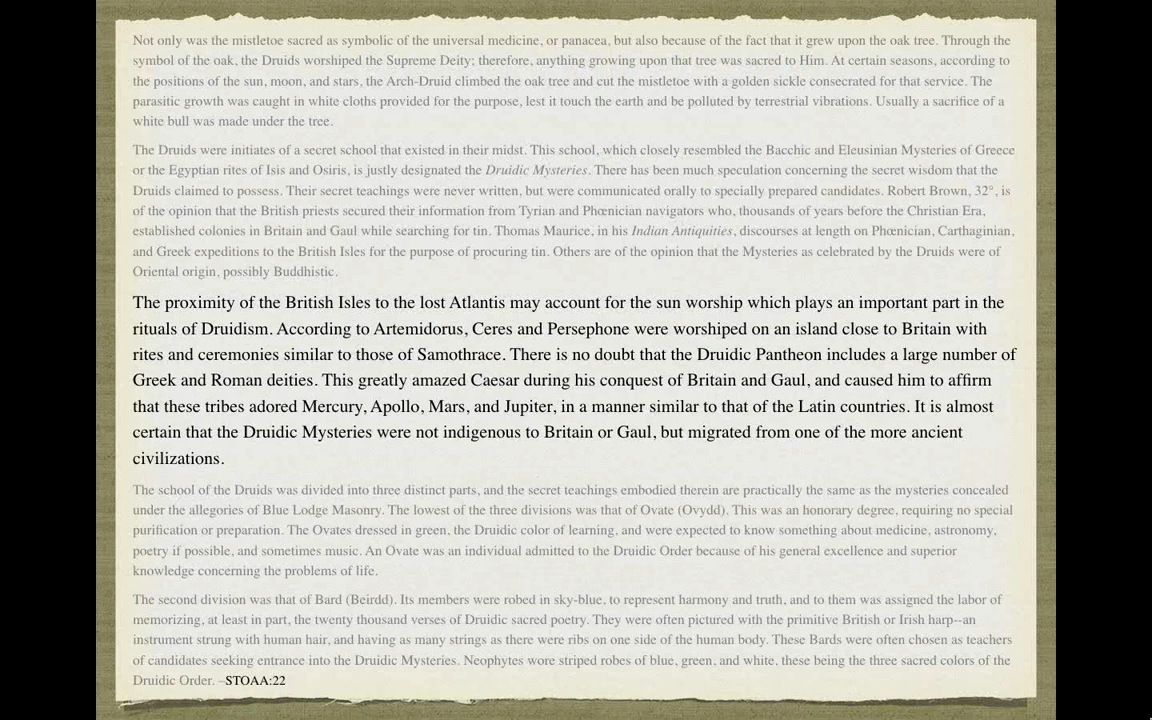 Not only was the mistletoe sacred as symbolic of the universal medicine, or panacea, but also because of the fact that it grew upon the oak tree. Through the
symbol of the oak, the Druids worshiped the Supreme Deity; therefore, anything growing upon that tree was sacred to Him. At certain seasons, according to
the positions of the sun, moon, and stars, the Arch-Druid climbed the oak tree and cut the mistletoe with a golden sickle consecrated for that service. The
parasitic growth was caught in white cloths provided for the purpose, lest it touch the earth and be polluted by terrestrial vibrations. Usually a sacrifice of a
white bull was made under the tree.
The Druids were initiates of a secret school that existed in their midst. This school, which closely resembled the Bacchic and Eleusinian Mysteries of Greece
or the Egyptian rites of Isis and Osiris, is justly designated the Druidic Mysteries. There has been much speculation concerning the secret wisdom that the
Druids claimed to possess. Their secret teachings were never written, but were communicated orally to specially prepared candidates. Robert Brown, 32°, is
of the opinion that the British priests secured their information from Tyrian and Phœnician navigators who, thousands of years before the Christian Era,
established colonies in Britain and Gaul while searching for tin. Thomas Maurice, in his Indian Antiquities, discourses at length on Phœnician, Carthaginian,
and Greek expeditions to the British Isles for the purpose of procuring tin. Others are of the opinion that the Mysteries as celebrated by the Druids were of
Oriental origin, possibly Buddhistic.
The proximity of the British Isles to the lost Atlantis may account for the sun worship which plays an important part in the
rituals of Druidism. According to Artemidorus, Ceres and Persephone were worshiped on an island close to Britain with
rites and ceremonies similar to those of Samothrace. There is no doubt that the Druidic Pantheon includes a large number of
Greek and Roman deities. This greatly amazed Caesar during his conquest of Britain and Gaul, and caused him to affirm
that these tribes adored Mercury, Apollo, Mars, and Jupiter, in a manner similar to that of the Latin countries. It is almost
certain that the Druidic Mysteries were not indigenous to Britain or Gaul, but migrated from one of the more ancient
civilizations.
The school of the Druids was divided into three distinct parts, and the secret teachings embodied therein are practically the same as the mysteries concealed
under the allegories of Blue Lodge Masonry. The lowest of the three divisions was that of Ovate (Ovydd). This was an honorary degree, requiring no special
purification or preparation. The Ovates dressed in green, the Druidic color of learning, and were expected to know something about medicine, astronomy,
poetry if possible, and sometimes music. An Ovate was an individual admitted to the Druidic Order because of his general excellence and superior
knowledge concerning the problems of life.
The second division was that of Bard (Beirdd). Its members were robed in sky-blue, to represent harmony and truth, and to them was assigned the labor of
memorizing, at least in part, the twenty thousand verses of Druidic sacred poetry. They were often pictured with the primitive British or Irish harp--an
instrument strung with human hair, and having as many strings as there were ribs on one side of the human body. These Bards were often chosen as teachers
of candidates seeking entrance into the Druidic Mysteries. Neophytes wore striped robes of blue, green, and white, these being the three sacred colors of the
Druidic Order. –STOAA:22